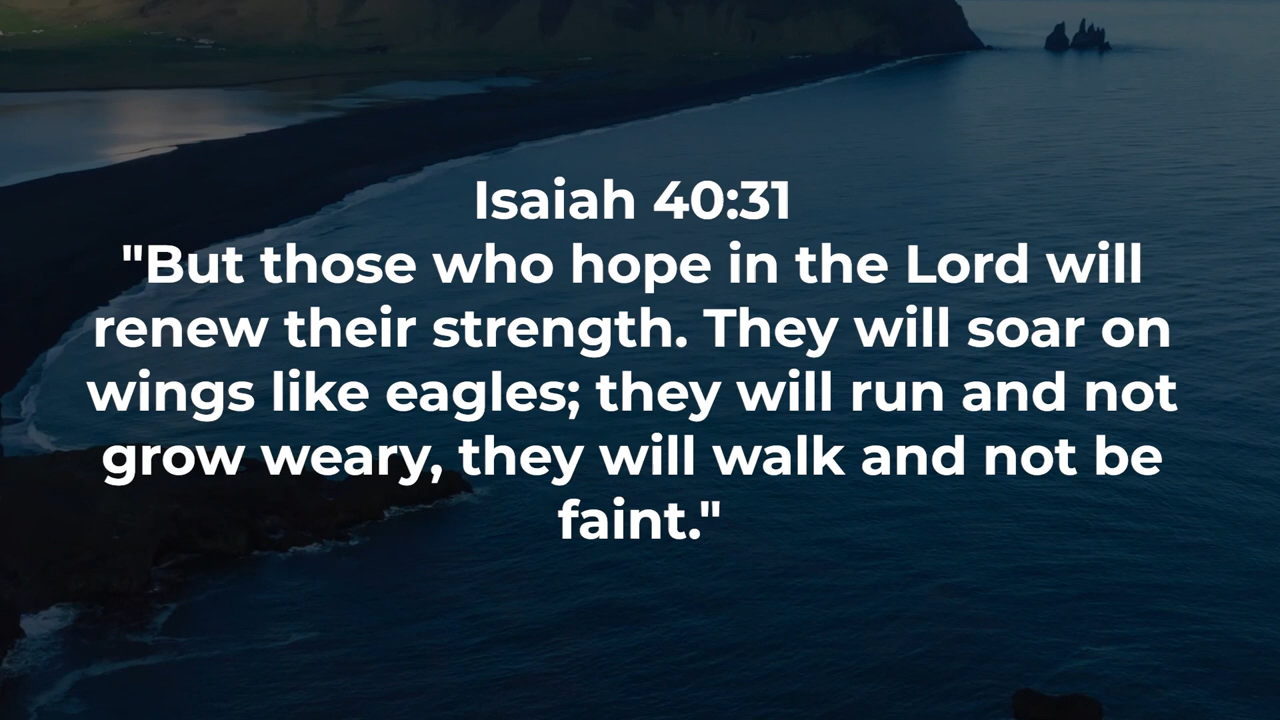 Isaiah 40:31
"But those who hope in the Lord will
renew their strength. They will soar on
wings like eagles; they will run and not
grow weary, they will walk and not be
faint."